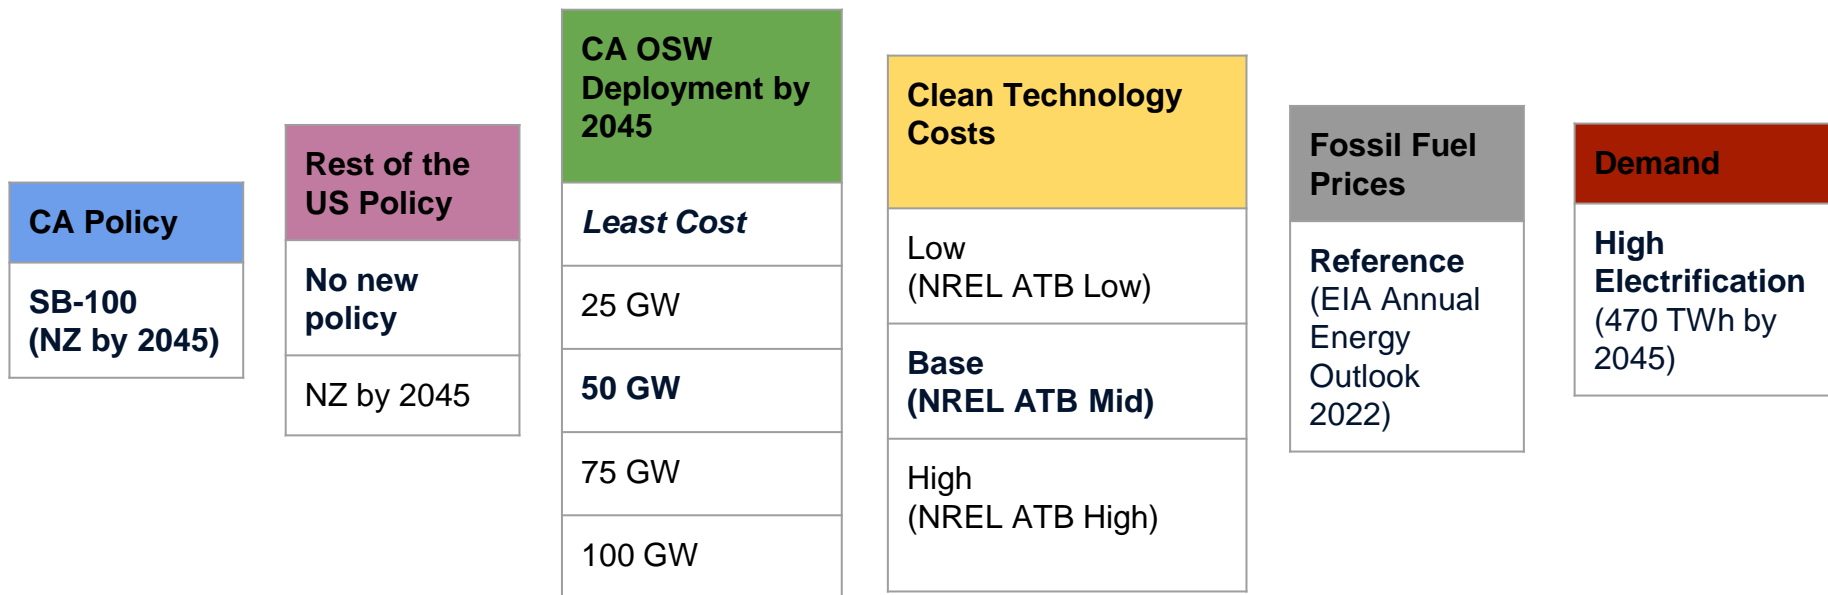 CA Policy
SB-100
(NZ by 2045)
Rest of the
US Policy
No new
policy
NZ by 2045
CA OSW
Deployment by
2045
Least Cost
25 GW
50 GW
75 GW
100 GW
Clean Technology
Costs
Low
(NREL ATB Low)
Base
(NREL ATB Mid)
High
(NREL ATB High)
Fossil Fuel
Prices
Reference
(EIA Annual
Energy
Outlook
2022)
Demand
High
Electrification
(470 TWh by
2045)